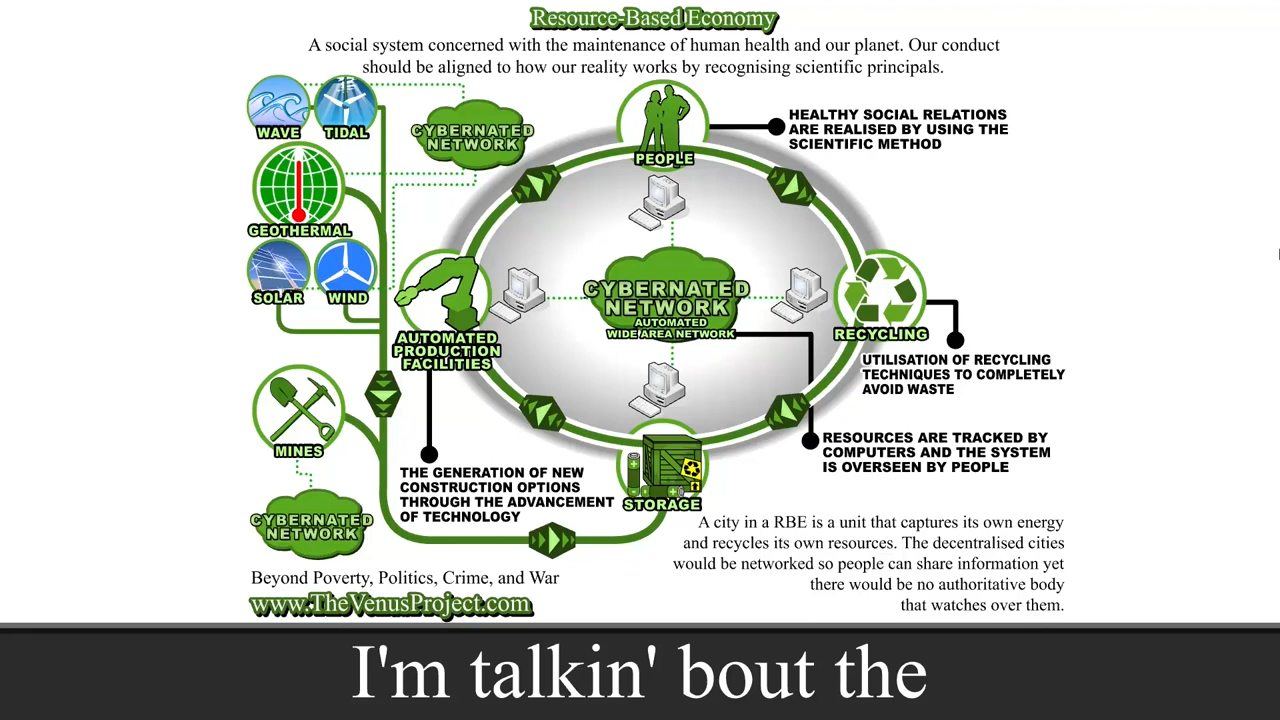 Resource-Based Economy
A social system concerned with the maintenance of human health and our planet. Our conduct
should be aligned to how our reality works by recognising scientific principals.
WAVE
TIDAL
CYBERNATED
NETWORK
PEOPLE
HEALTHY SOCIAL RELATIONS
ARE REALISED BY USING THE
SCIENTIFIC METHOD
GEOTHERMAL
SOLAR
WIND
AUTOMATED
PRODUCTION
FACILITIES
CYBERNATED
NETWORK
AUTOMATED
WIDE AREA NETWORK
RECYCLING
UTILISATION OF RECYCLING
TECHNIQUES TO COMPLETELY
AVOID WASTE
MINES
THE GENERATION OF NEW
CONSTRUCTION OPTIONS
THROUGH THE ADVANCEMENT
OF TECHNOLOGY
STORAGE
RESOURCES ARE TRACKED BY
COMPUTERS AND THE SYSTEM
IS OVERSEEN BY PEOPLE
CYBERNATED
NETWORK
A city in a RBE is a unit that captures its own energy
and recycles its own resources. The decentralised cities
would be networked so people can share information yet
there would be no authoritative body
that watches over them.
Beyond Poverty, Politics, Crime, and War
www.TheVenusProject.com
I'm talkin' bout the